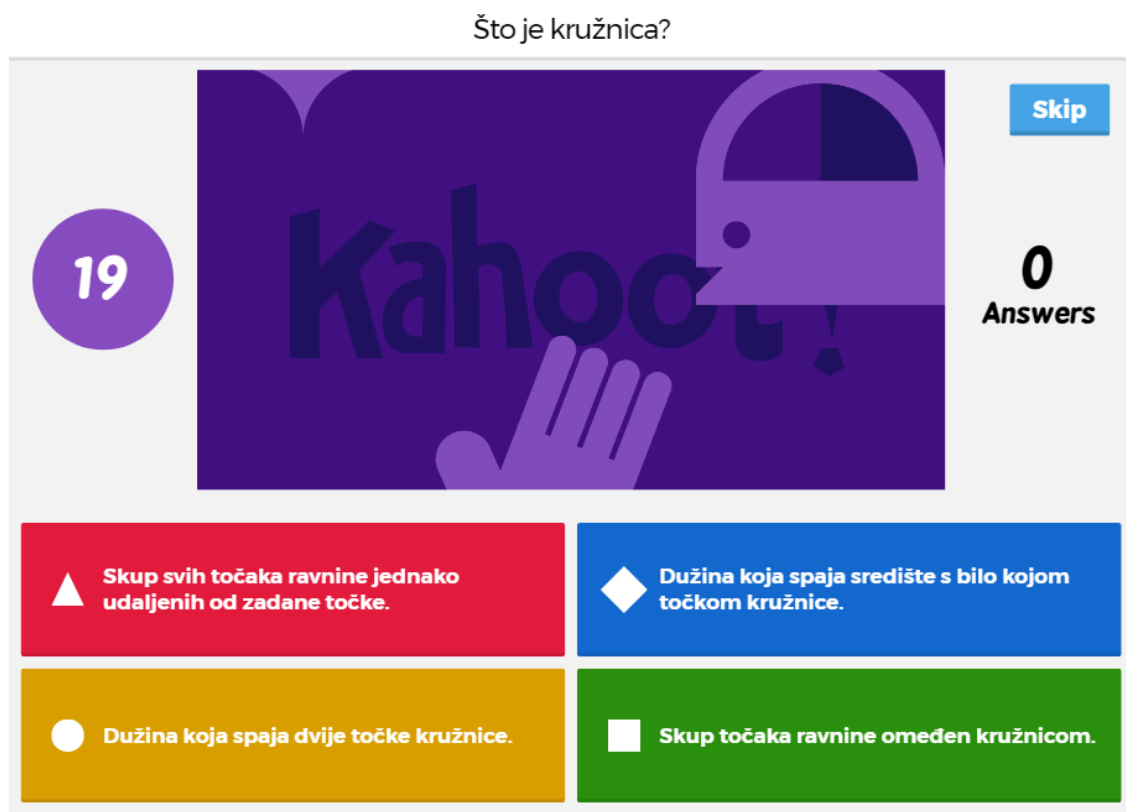 Što je kružnica?
Skip
19
Kahoot!
0
Answers
Skup svih točaka ravnine jednako
udaljenih od zadane točke.
Dužina koja spaja središte s bilo kojom
točkom kružnice.
Dužina koja spaja dvije točke kružnice.
Skup točaka ravnine omeđen kružnicom.